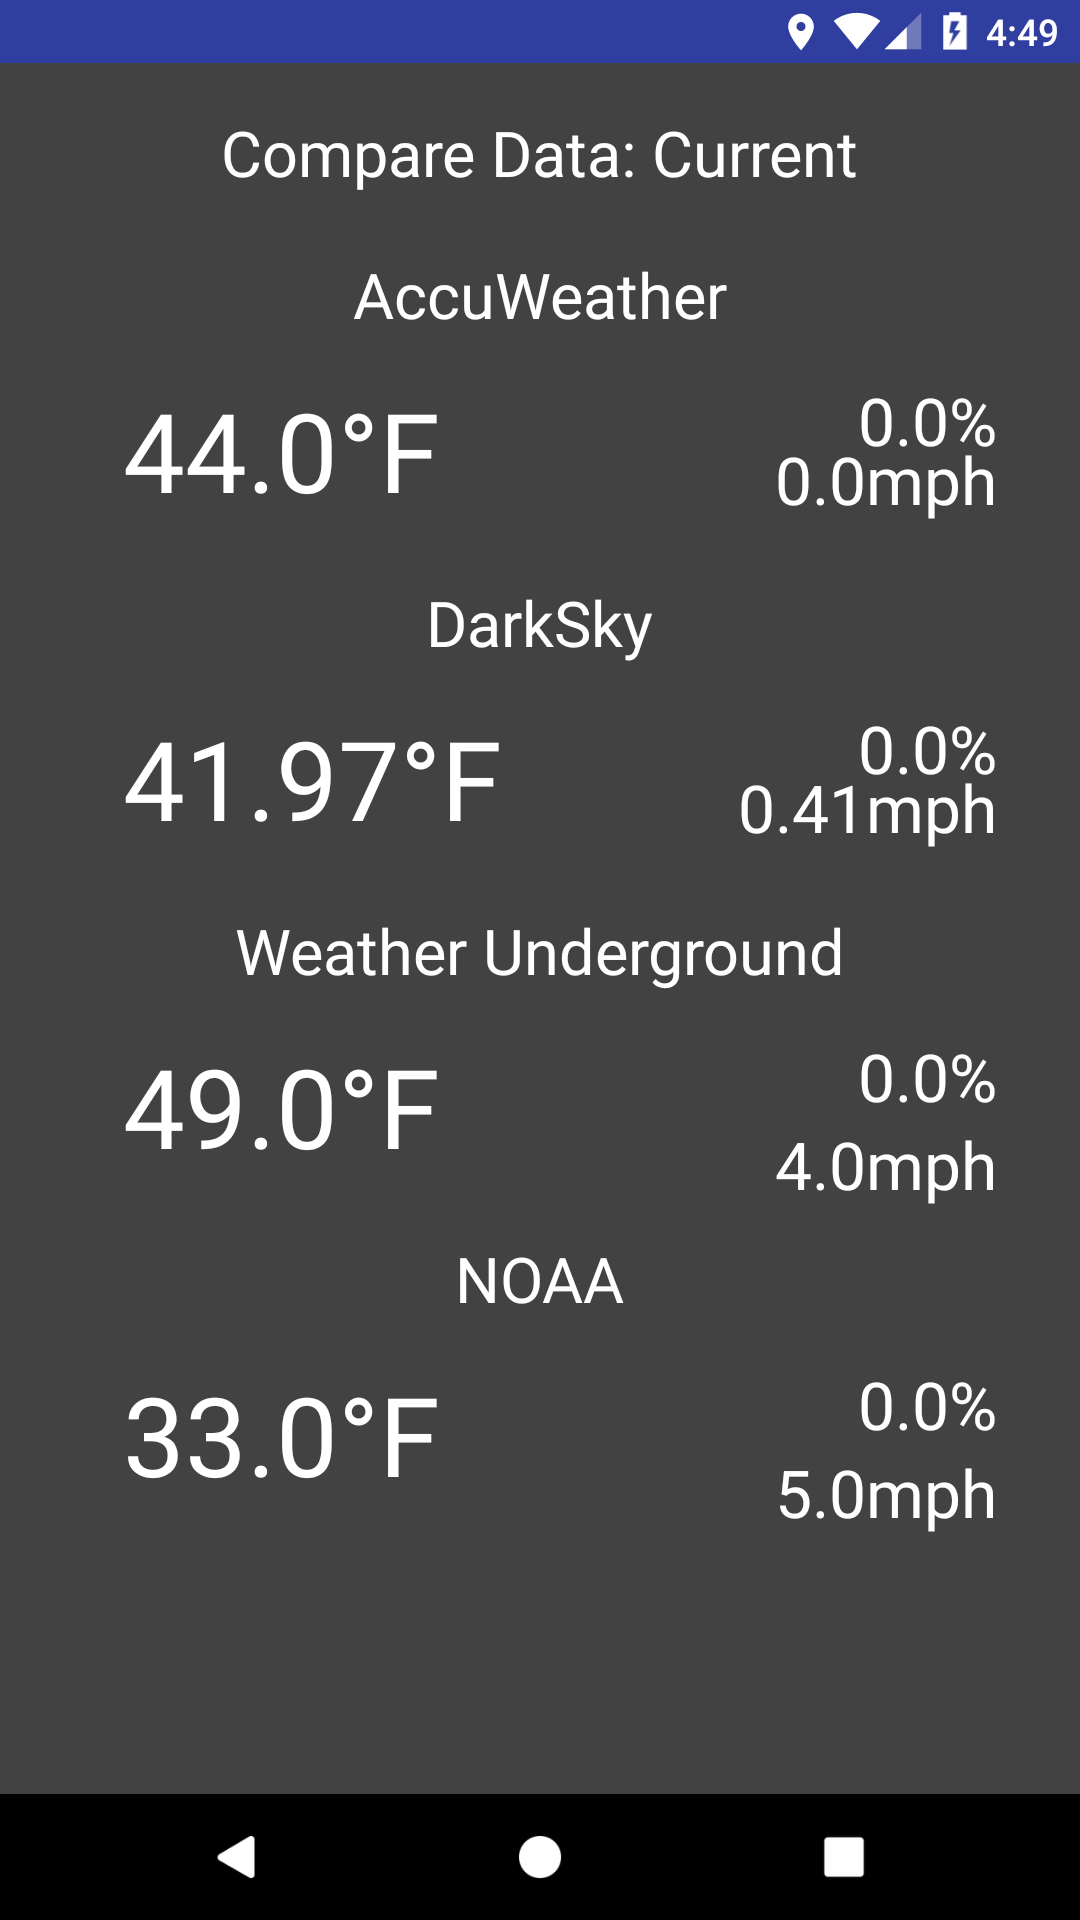 4:49
Compare Data: Current
AccuWeather
44.0°F
0.0%
0.0mph
DarkSky
41.97°F
0.0%
0.41mph
Weather Underground
49.0°F
0.0%
4.0mph
NOAA
33.0°F
0.0%
5.0mph